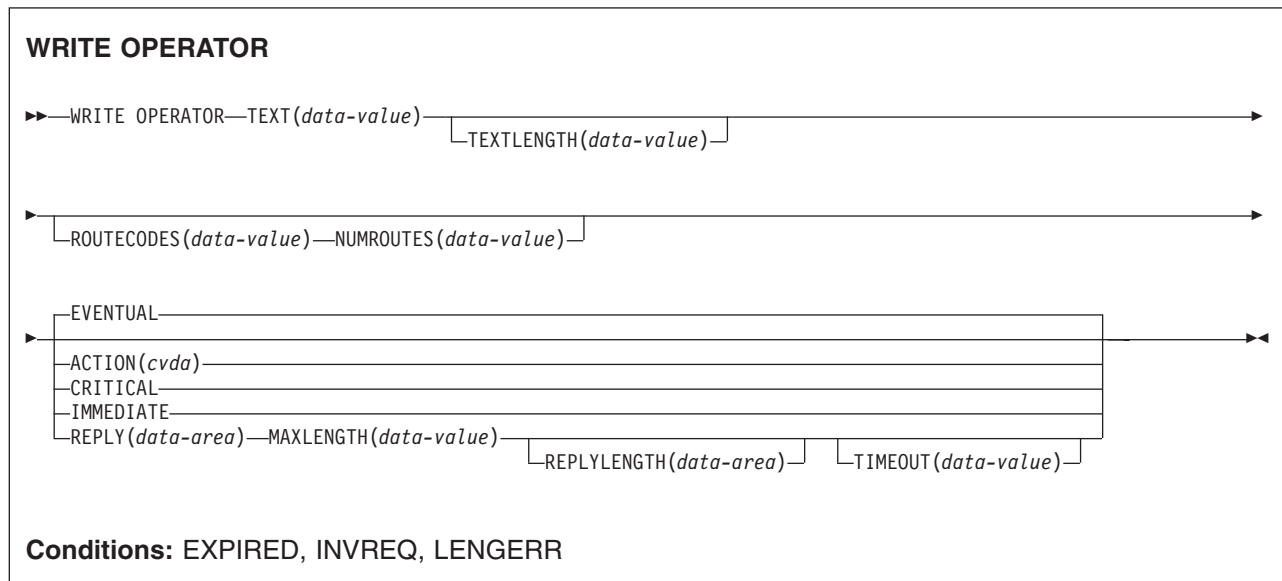 WRITE OPERATOR
WRITE OPERATOR TEXT(data-value)
TEXTLENGTH(data-value)
ROUTECODES(data-value) NUMROUTES(data-value)
EVENTUAL
ACTION(cvda)
CRITICAL
IMMEDIATE
REPLY(data-area) MAXLENGTH(data-value)
REPLYLENGTH(data-area) TIMEOUT(data-value)
Conditions: EXPIRED, INVREQ, LENGERR